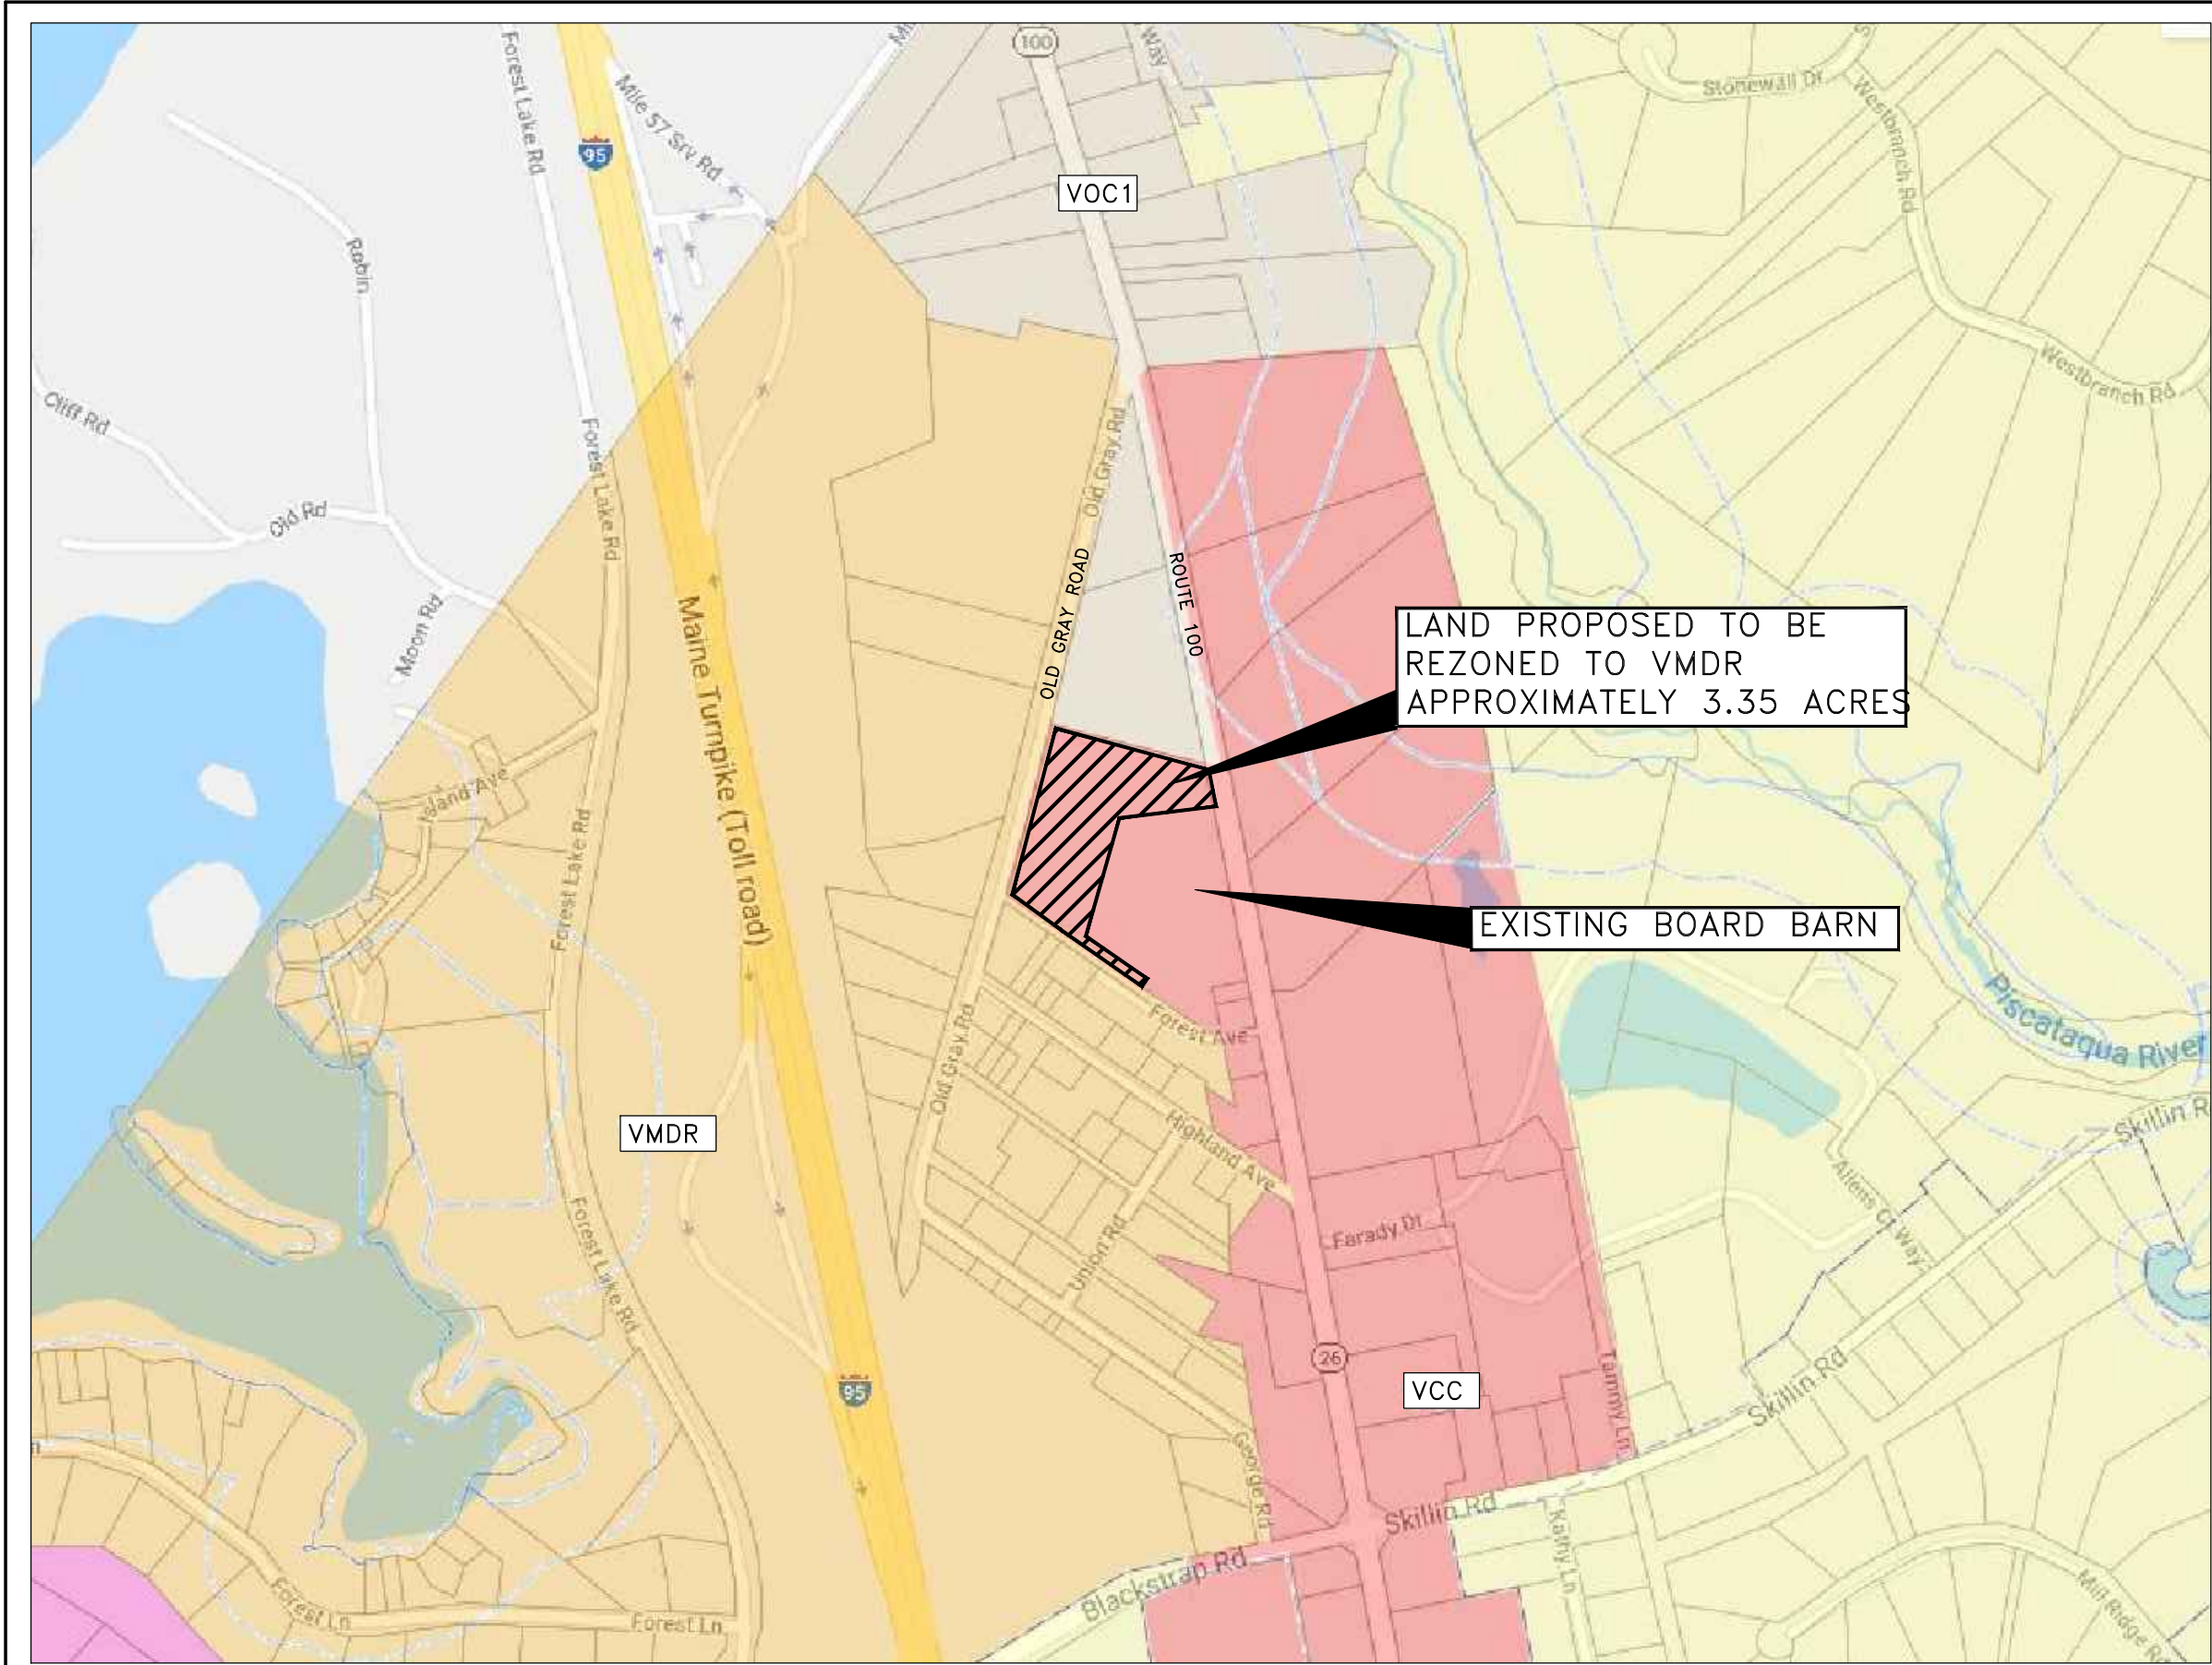 100
Way
Forest Lake Rd
Mile 57 Srv Rd
95
Stonewall Dr
Westbranch Rd
VOC1
Robin
Westbranch Rd
Cliff Rd
Forest Lake Rd
Old Gray Rd
Old Rd
OLD GRAY ROAD
ROUTE 100
Moon Rd
Maine Turnpike (Toll road)
LAND PROPOSED TO BE
REZONED TO VMDR
APPROXIMATELY 3.35 ACRES
Island Ave
Forest Lake Rd
EXISTING BOARD BARN
Piscataqua River
Forest Ave
Old Gray Rd
VMDR
Highland Ave
Skillin R
Allens Ct Way
Farady Dr
Union Rd
Forest Lake Rd
26
95
VCC
Tammy Ln
Skillin Rd
George Rd
Skillin Rd
Kathy Ln
Blackstrap Rd
Mill Ridge Rd
Forest Ln
Forest Ln